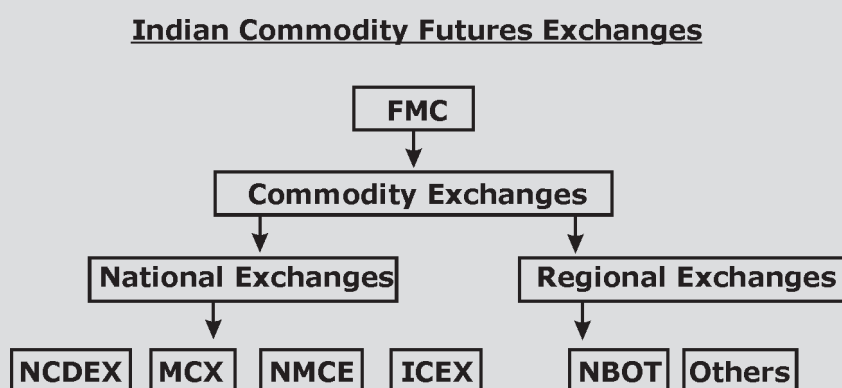 Indian Commodity Futures Exchanges
FMC
Commodity Exchanges
National Exchanges Regional Exchanges
NCDEX MCX NMCE ICEX NBOT Others